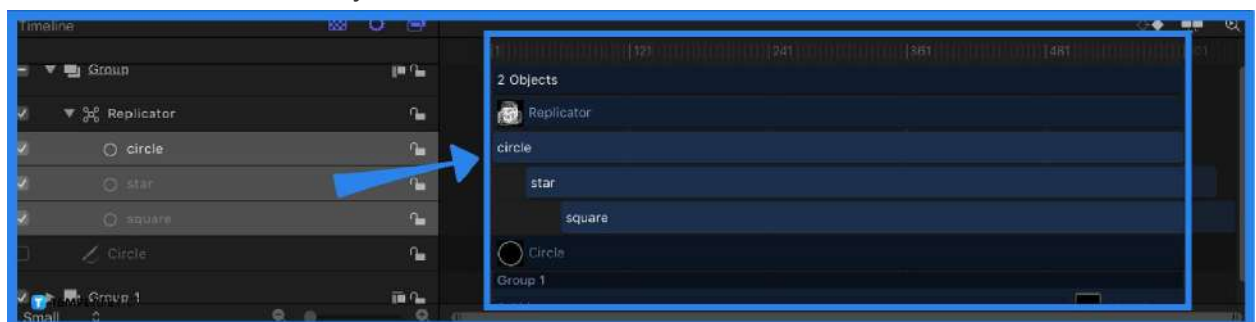 Timeline
1 121 241 361 481
Group
2 Objects
Replicator
Replicator
circle
circle
star
star
square
square
Circle
Circle
Group 1
Group 1
Small